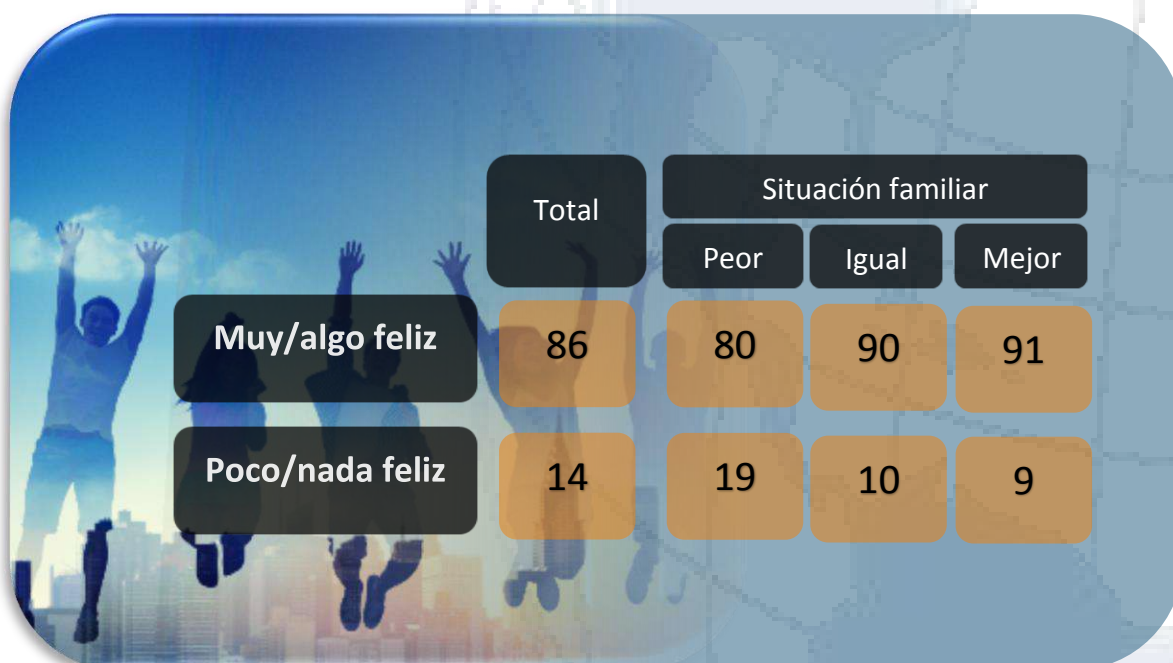 Total
Situación familiar
Peor Igual Mejor
Muy/algo feliz 86 80 90 91
Poco/nada feliz 14 19 10 9